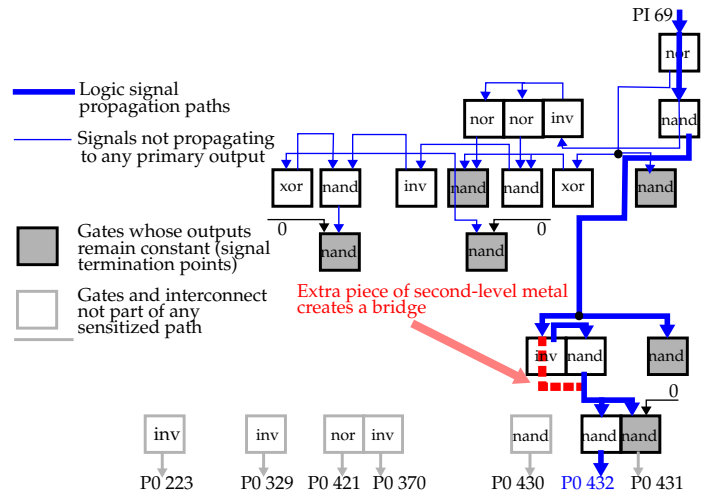 PI 69
nor
Logic signal
propagation paths
nor nor inv nand
Signals not propagating
to any primary output
xor nand inv nand nand xor nand
0 0
Gates whose outputs
remain constant (signal
termination points)
nand nand
Gates and interconnect
not part of any
sensitized path
Extra piece of second-level metal
creates a bridge
inv nand nand
0
inv inv nor inv nand nand nand
P0 223 P0 329 P0 421 P0 370 P0 430 P0 432 P0 431